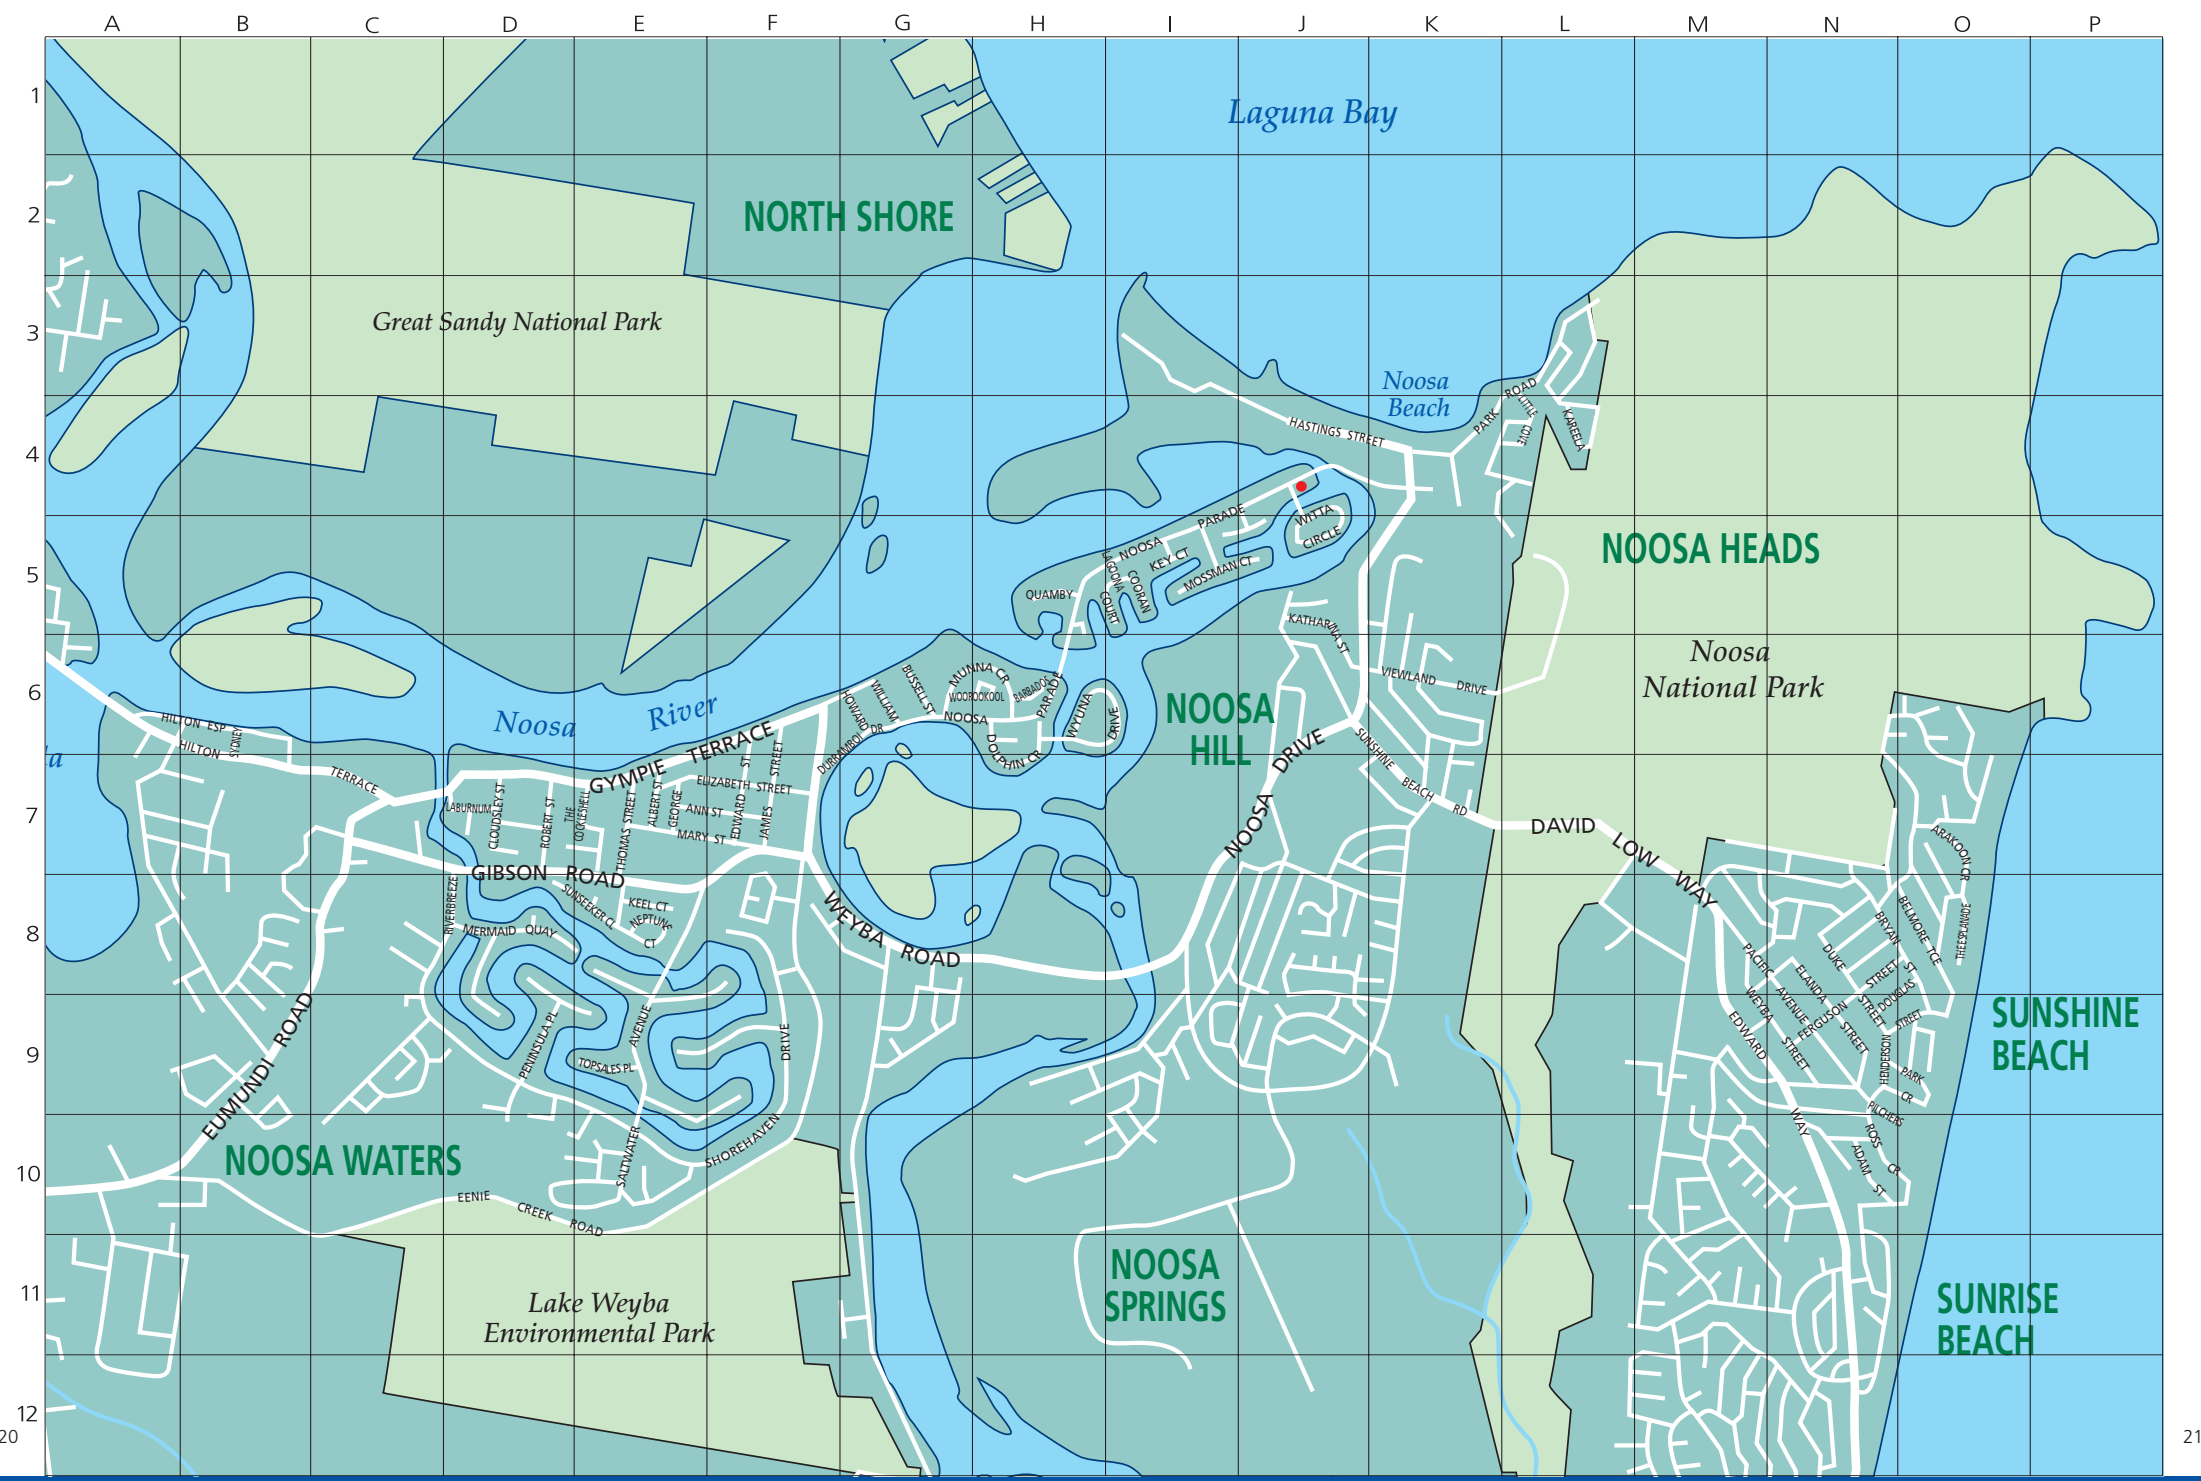 A B C D E F G H I J K L M N O P
1
Laguna Bay
2
NORTH SHORE
3
Great Sandy National Park
Noosa
Beach
PARK ROAD
LITTLE
COVE
KAREELA
HASTINGS STREET
4
NOOSA PARADE
WITTA
CIRCLE
NOOSA HEADS
5
LAGOONA
COURT
COORAN
KEY CT
MOSSMAN CT
QUAMBY
KATHARINA ST
Noosa
National Park
6
HILTON ESP
HILTON
SYDNEY
TERRACE
Noosa River
HOWARD
WILLIAM
BUSSELL ST
MUNNA CR
WOOROOKOOL
BARBADOS
PARADE
NOOSA
WYUNA
DRIVE
DOLPHIN CR
DURRAMBOI DR
VIEWLAND DRIVE
NOOSA
HILL
la
7
GYMPIE TERRACE
LABURNUM
CLOUDSLEY ST
ROBERT ST
THE
COCKLESHELL
THOMAS STREET
ALBERT ST
GEORGE
ELIZABETH STREET
ANN ST
MARY ST
EDWARD
ST
JAMES
STREET
NOOSA DRIVE
SUNSHINE BEACH RD
DAVID LOW WAY
ARAKOON CR
8
GIBSON ROAD
RIVERBREEZE
MERMAID QUAY
SUNSEEKER CL
KEEL CT
NEPTUNE
CT
WEYBA ROAD
BRYAN
BELMORE TCE
THE ESPLANADE
DUKE
STREET
ST
PACIFIC
AVENUE
ELANDA
STREET
WEYBA
STREET
STREET
DOUGLAS
STREET
FERGUSON
9
EUMUNDI ROAD
PENINSULA PL
AVENUE
TOPSALES PL
DRIVE
EDWARD
HENDERSON
PARK
CR
SUNSHINE
BEACH
10
NOOSA WATERS
SALTWATER
SHOREHAVEN
EENIE CREEK ROAD
WAY
PILCHERS
ROSS
CR
ADAM
ST
11
NOOSA
SPRINGS
Lake Weyba
Environmental Park
SUNRISE
BEACH
12
20
21